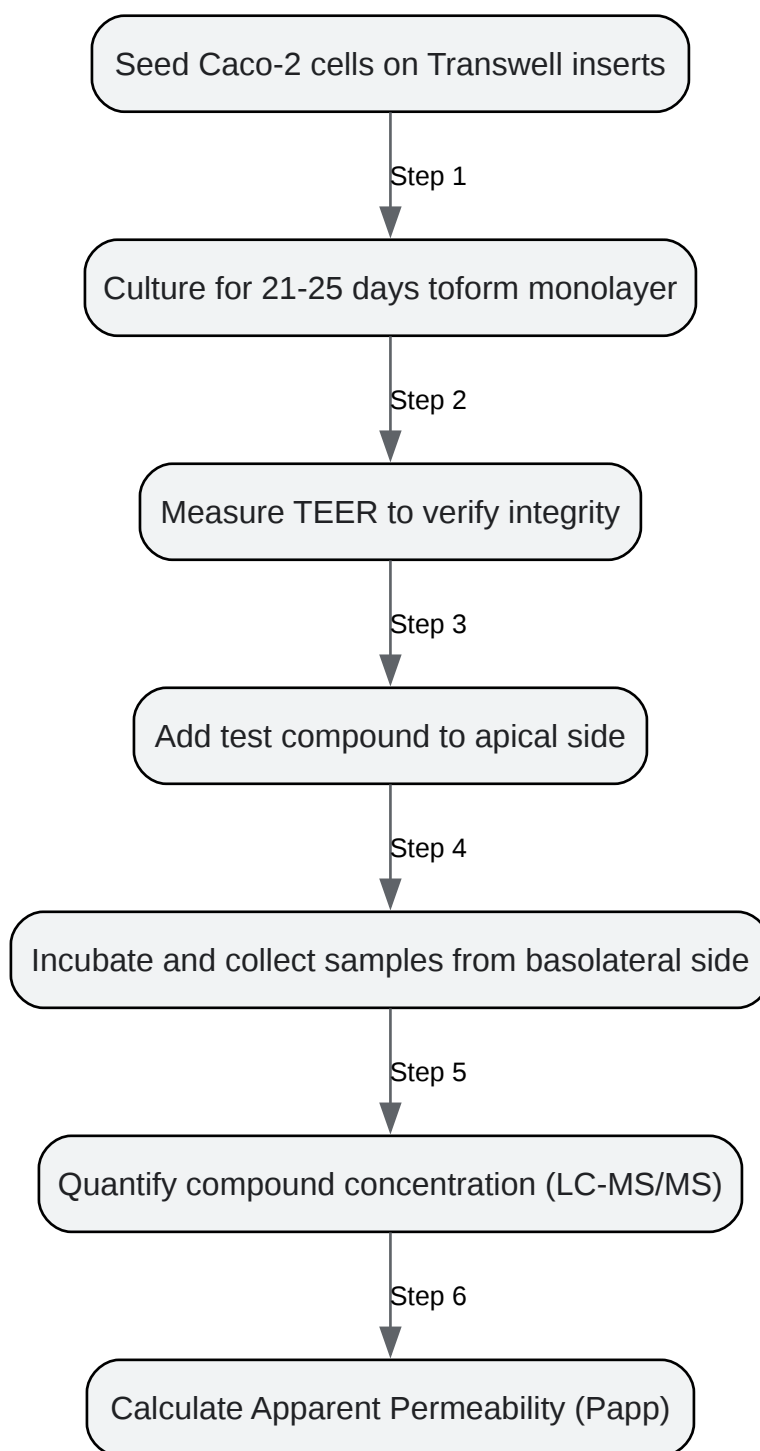 Seed Caco-2 cells on Transwell inserts
Step 1
Culture for 21-25 days toform monolayer
Step 2
Measure TEER to verify integrity
Step 3
Add test compound to apical side
Step 4
Incubate and collect samples from basolateral side
Step 5
Quantify compound concentration (LC-MS/MS)
Step 6
Calculate Apparent Permeability (Papp)